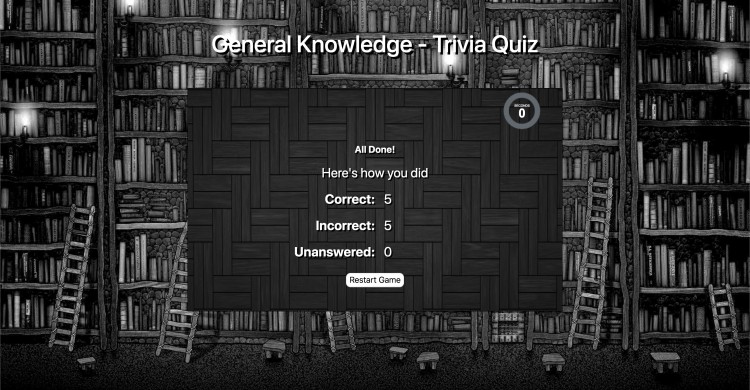 General Knowledge - Trivia Quiz
SECONDS
0
All Done!
Here's how you did
Correct: 5
Incorrect: 5
Unanswered: 0
Restart Game